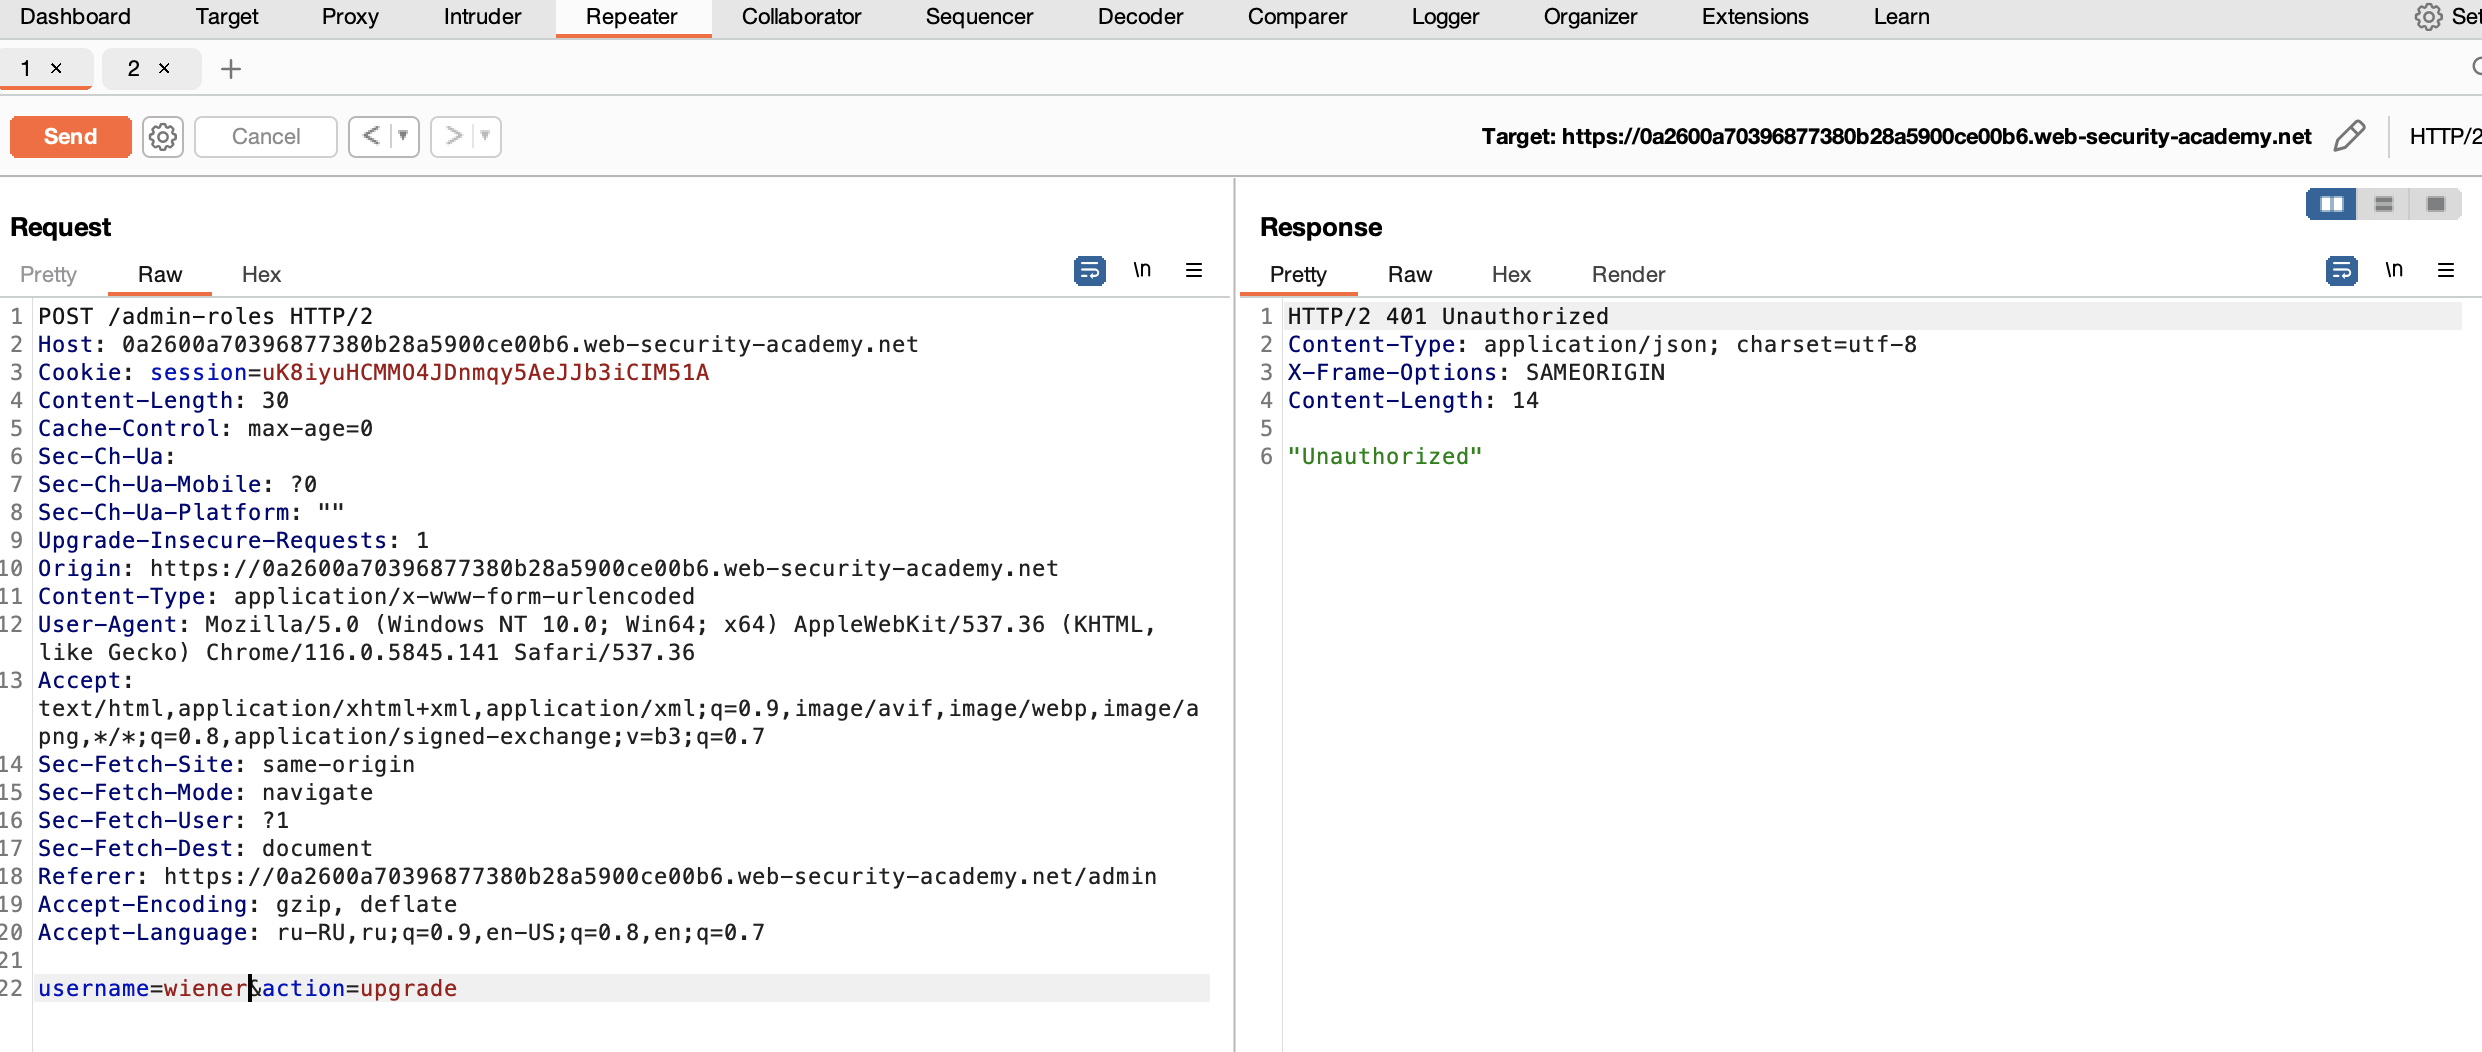 Dashboard Target Proxy Intruder Repeater Collaborator Sequencer Decoder Comparer Logger Organizer Extensions Learn
1 × 2 × +
Send Cancel < > Target: https://0a2600a70396877380b28a5900ce00b6.web-security-academy.net HTTP/2
Request
Pretty Raw Hex \n
1 POST /admin-roles HTTP/2
2 Host: 0a2600a70396877380b28a5900ce00b6.web-security-academy.net
3 Cookie: session=uK8iyuHCMMO4JDnmqy5AeJJb3iCIM51A
4 Content-Length: 30
5 Cache-Control: max-age=0
6 Sec-Ch-Ua:
7 Sec-Ch-Ua-Mobile: ?0
8 Sec-Ch-Ua-Platform: ""
9 Upgrade-Insecure-Requests: 1
10 Origin: https://0a2600a70396877380b28a5900ce00b6.web-security-academy.net
11 Content-Type: application/x-www-form-urlencoded
12 User-Agent: Mozilla/5.0 (Windows NT 10.0; Win64; x64) AppleWebKit/537.36 (KHTML,
like Gecko) Chrome/116.0.5845.141 Safari/537.36
13 Accept:
text/html,application/xhtml+xml,application/xml;q=0.9,image/avif,image/webp,image/a
png,*/*;q=0.8,application/signed-exchange;v=b3;q=0.7
14 Sec-Fetch-Site: same-origin
15 Sec-Fetch-Mode: navigate
16 Sec-Fetch-User: ?1
17 Sec-Fetch-Dest: document
18 Referer: https://0a2600a70396877380b28a5900ce00b6.web-security-academy.net/admin
19 Accept-Encoding: gzip, deflate
20 Accept-Language: ru-RU,ru;q=0.9,en-US;q=0.8,en;q=0.7
21
22 username=wiener&action=upgrade
Response
Pretty Raw Hex Render \n
1 HTTP/2 401 Unauthorized
2 Content-Type: application/json; charset=utf-8
3 X-Frame-Options: SAMEORIGIN
4 Content-Length: 14
5
6 "Unauthorized"